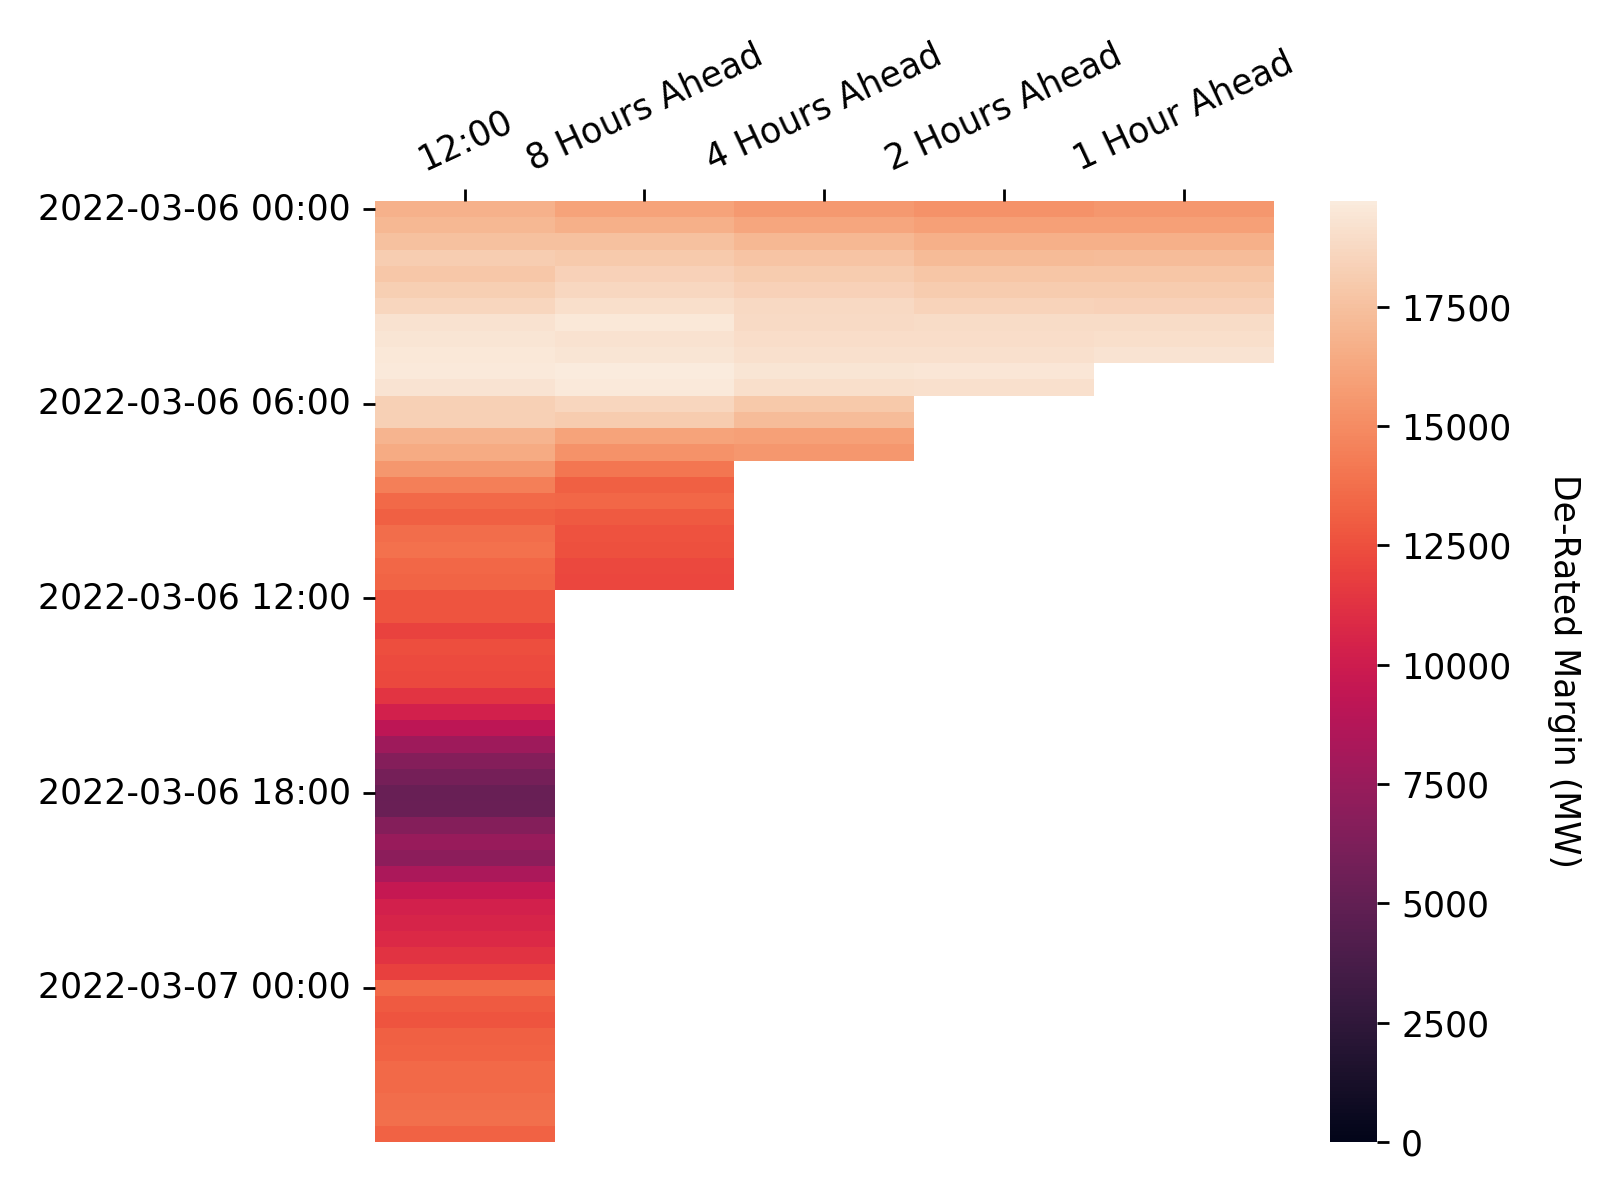 12:00
8 Hours Ahead
4 Hours Ahead
2 Hours Ahead
1 Hour Ahead
2022-03-06 00:00
2022-03-06 06:00
2022-03-06 12:00
2022-03-06 18:00
2022-03-07 00:00
17500
15000
12500
10000
7500
5000
2500
0
De-Rated Margin (MW)